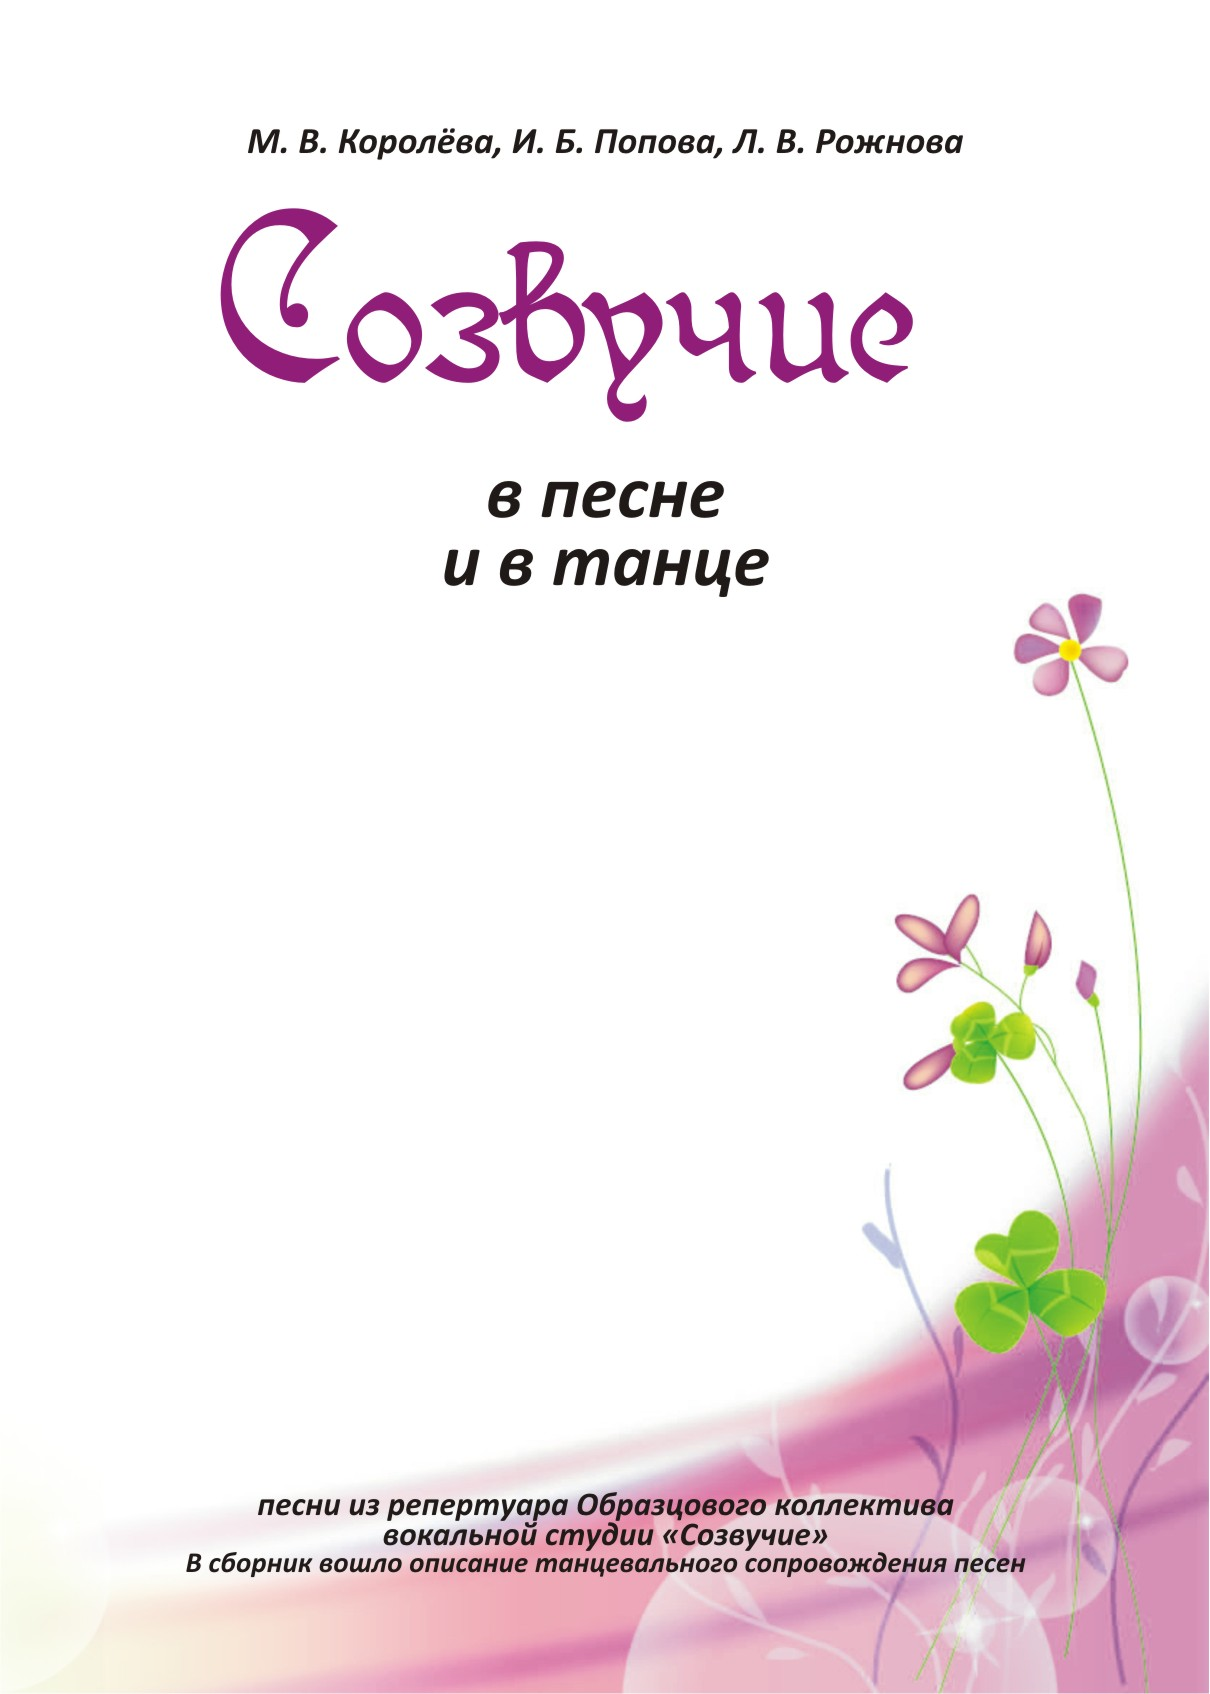 М. В. Королёва, И. Б. Попова, Л. В. Рожнова
Созвучие
в песне
и в танце
песни из репертуара Образцового коллектива
вокальной студии «Созвучие»
В сборник вошло описание танцевального сопровождения песен